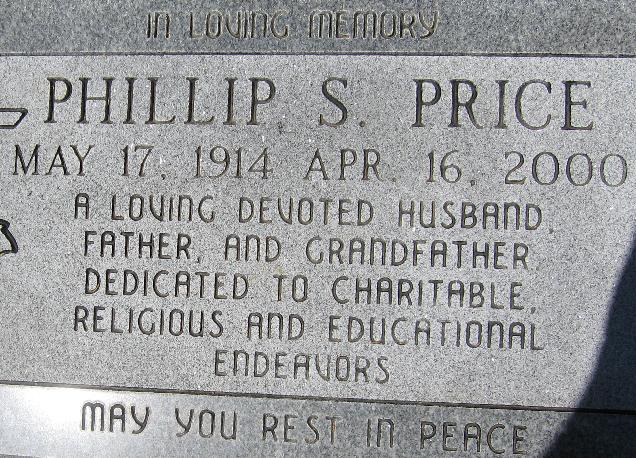 IN LOVING MEMORY
PHILLIP S. PRICE
MAY 17, 1914 APR. 16, 2000
A LOVING DEVOTED HUSBAND,
FATHER, AND GRANDFATHER
DEDICATED TO CHARITABLE,
RELIGIOUS AND EDUCATIONAL
ENDEAVORS
MAY YOU REST IN PEACE